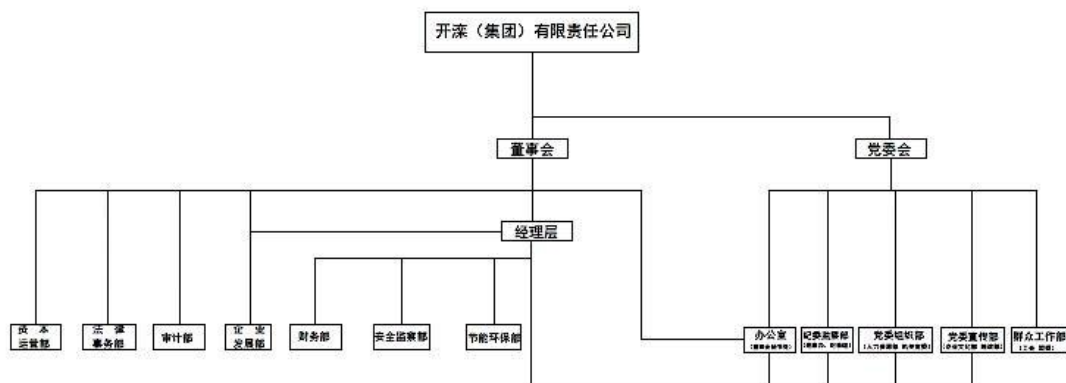 开滦（集团）有限责任公司
董事会
党委会
经理层
资 本
运营部
法 律
事务部
审计部
企 业
发展部
财务部
安全监察部
节能环保部
办公室
纪委监察部
党委组织部
党委宣传部
群众工作部